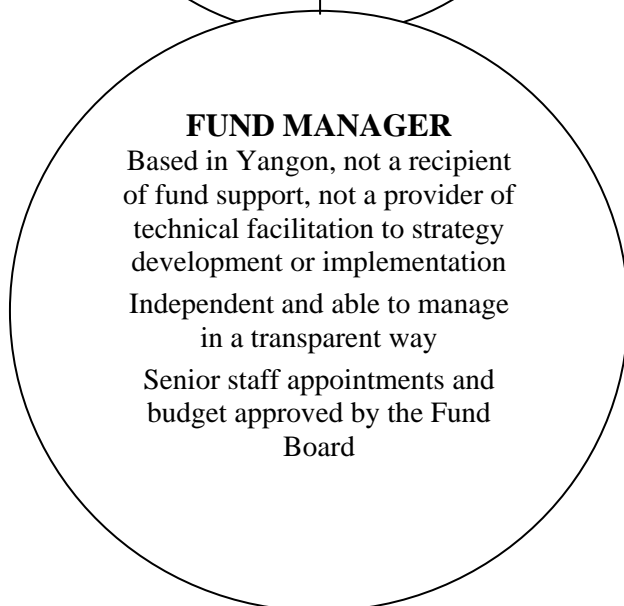 FUND MANAGER
Based in Yangon, not a recipient
of fund support, not a provider of
technical facilitation to strategy
development or implementation
Independent and able to manage
in a transparent way
Senior staff appointments and
budget approved by the Fund
Board